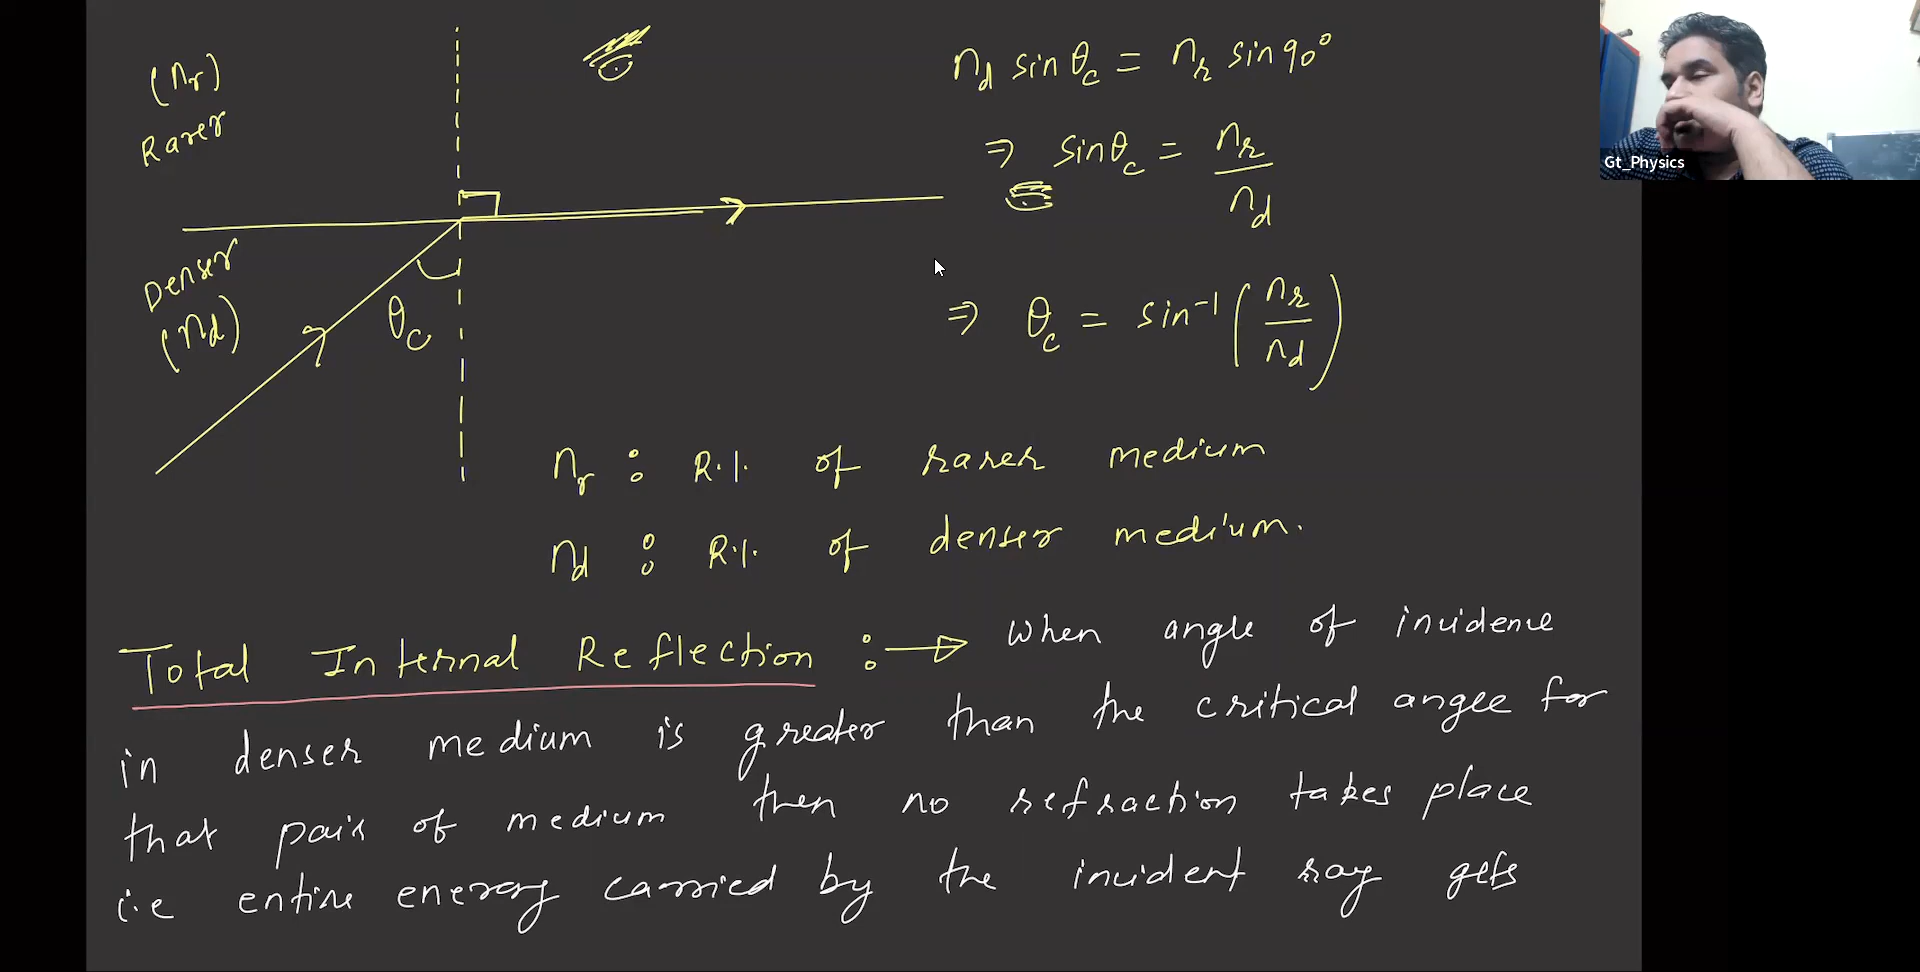 (nr)
Rarer
Denser
(nd)
θc
nd sin θc = nr sin 90°
⇒ sin θc = nr/nd
⇒ θc = sin⁻¹ (nr/nd)
Gt_Physics
nr : R.I. of rarer medium
nd : R.I. of denser medium.
Total Internal Reflection :→ When angle of incidence
in denser medium is greater than the critical angle for
that pair of medium then no refraction takes place
i.e entire energy carried by the incident ray gets